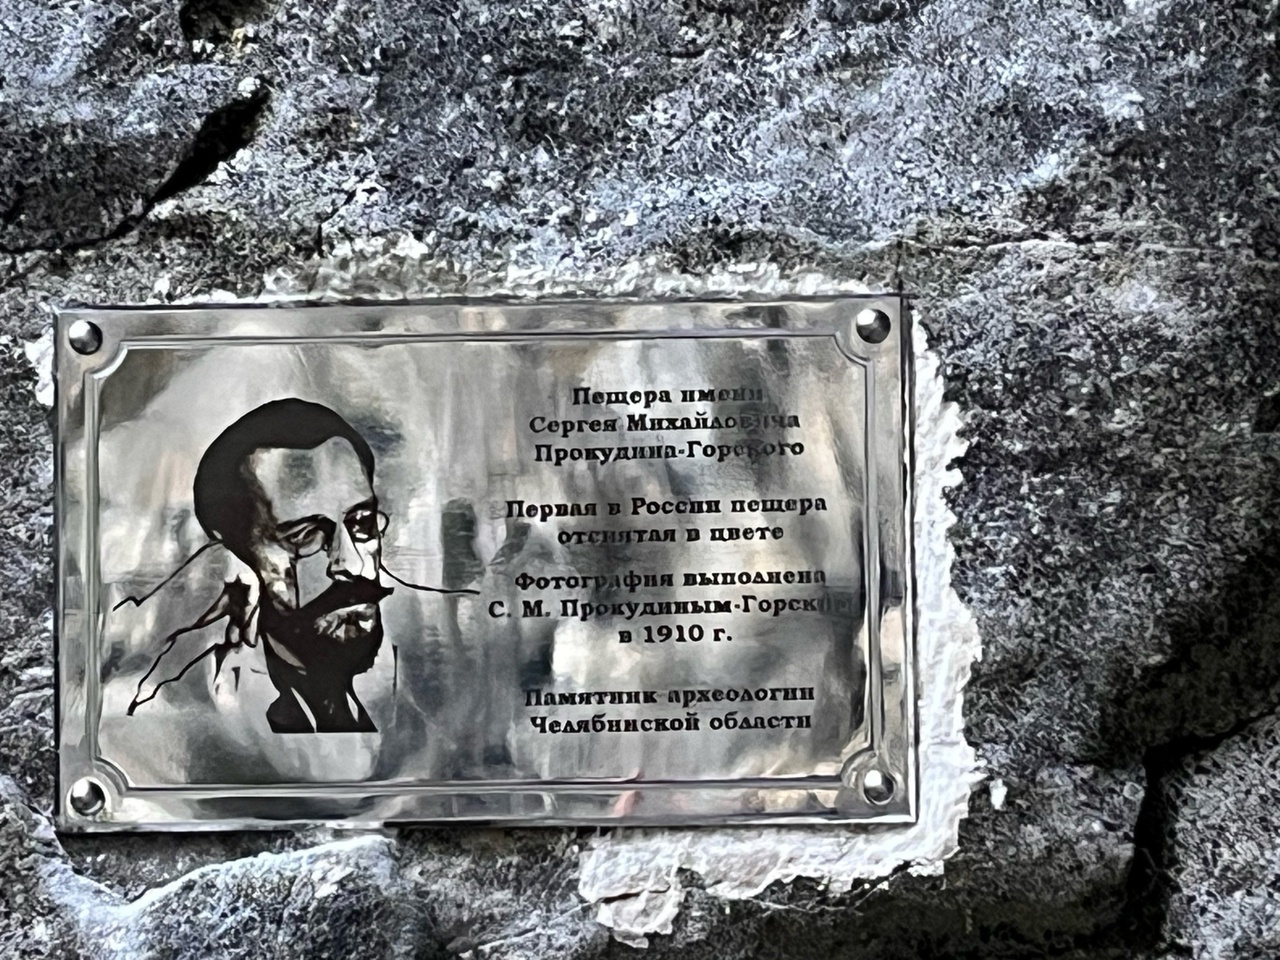 Пещера имени
Сергея Михайловича
Прокудина-Горского
Первая в России пещера
отснятая в цвете
Фотография выполнена
С. М. Прокудиным-Горским
в 1910 г.
Памятник археологии
Челябинской области